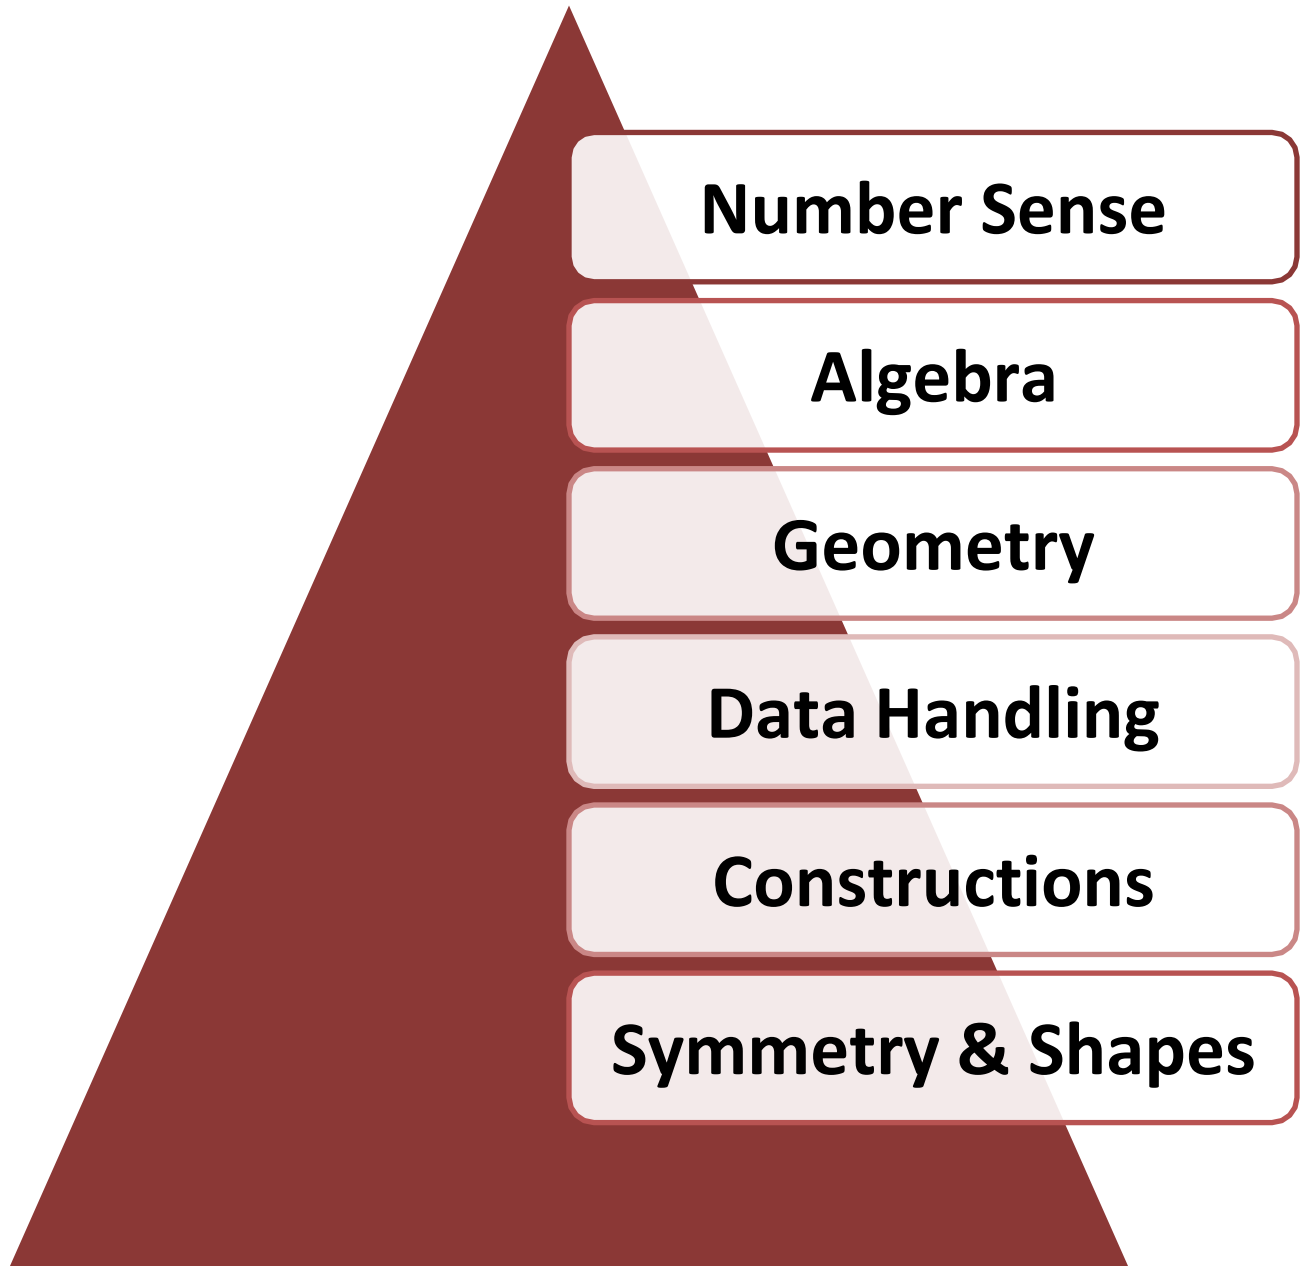 Number Sense
Algebra
Geometry
Data Handling
Constructions
Symmetry & Shapes